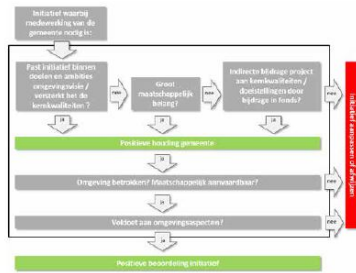 Initiatief waarbij
medewerking van de
gemeente nodig is:
Past initiatief binnen
doelen en ambities
omgevingsvisie /
versterkt het de
kernkwaliteiten ?
nee
Groot
maatschappelijk
belang?
nee
Indirecte bijdrage project
aan kernkwaliteiten /
doelstellingen door
bijdrage in fonds?
nee
ja
ja
ja
Positieve houding gemeente
ja
Omgeving betrokken? Maatschappelijk aanvaardbaar?
nee
ja
Voldoet aan omgevingsaspecten?
nee
ja
Positieve beoordeling initiatief
Initiatief aanpassen of afwijzen